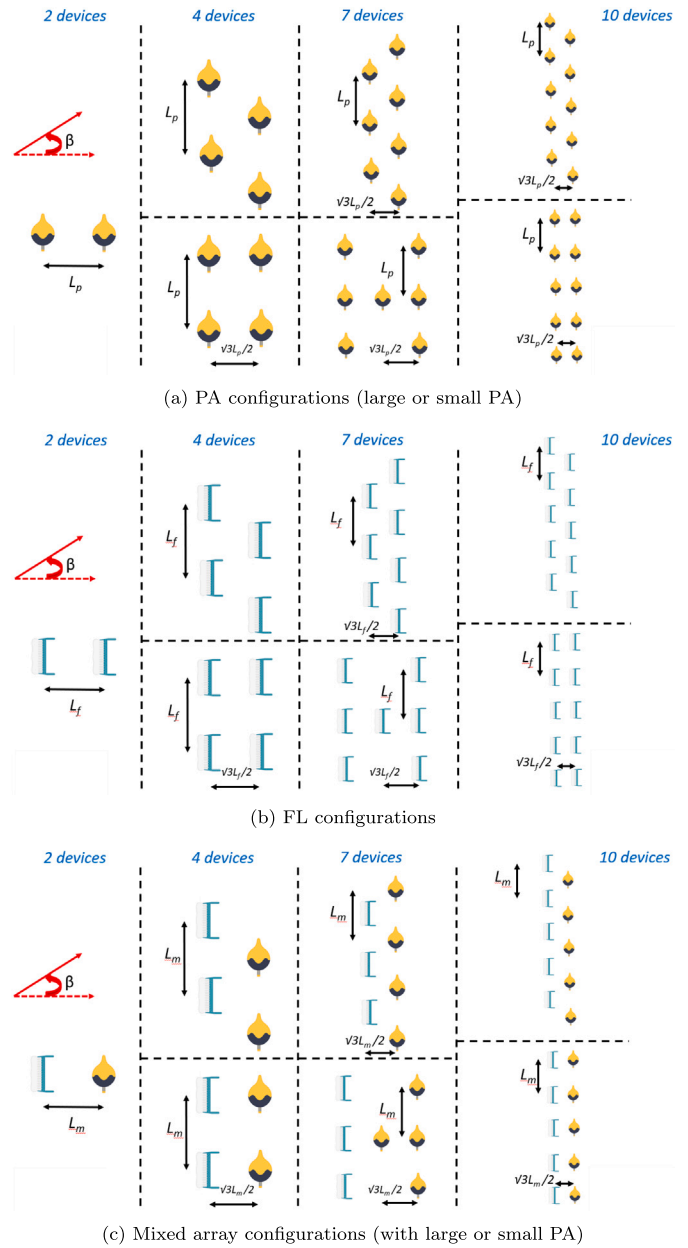 2 devices 4 devices 7 devices 10 devices
Lp
Lp
Lp
β
Lp
√3Lp/2
√3Lp/2
Lp
Lp
Lp
Lp
√3Lp/2
√3Lp/2
√3Lp/2
(a) PA configurations (large or small PA)
2 devices 4 devices 7 devices 10 devices
Lf
Lf
Lf
β
√3Lf/2
Lf
Lf
Lf
Lf
√3Lf/2
√3Lf/2
√3Lf/2
(b) FL configurations
2 devices 4 devices 7 devices 10 devices
Lm
Lm
Lm
β
√3Lm/2
Lm
Lm
Lm
Lm
√3Lm/2
√3Lm/2
√3Lm/2
(c) Mixed array configurations (with large or small PA)